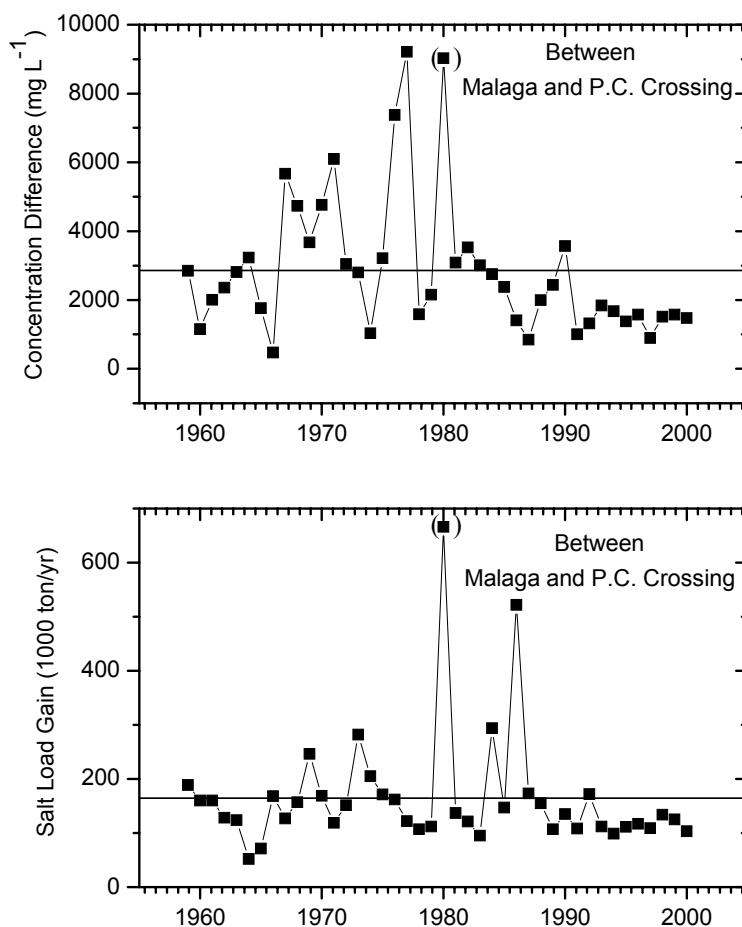 10000
8000
6000
4000
2000
0
Concentration Difference (mg L⁻¹)
Between
Malaga and P.C. Crossing
( )
1960 1970 1980 1990 2000
600
400
200
0
Salt Load Gain (1000 ton/yr)
Between
Malaga and P.C. Crossing
( )
1960 1970 1980 1990 2000